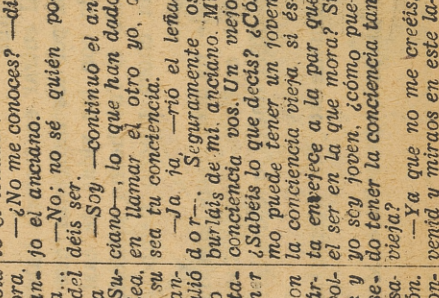 —¿No me conoces? —di-
jo el anciano.
—No; no sé quién po-
déis ser.
—Soy —continuó el an-
ciano—, lo que han dado
en llamar el otro yo.
sea tu conciencia.
—Ja, ja, —rió el leña-
dor—. Seguramente os
burláis de mí, anciano. Mi
conciencia vos. Un viejo
¿Sabéis lo que decís? ¿Có-
mo puede tener un joven
la conciencia vieja, si és-
ta envejece a la par que
el ser en la que mora? Si
yo soy joven, ¿cómo pue-
do tener la conciencia tan
vieja?
—Ya que no me creéis,
venid y miraos en este la-